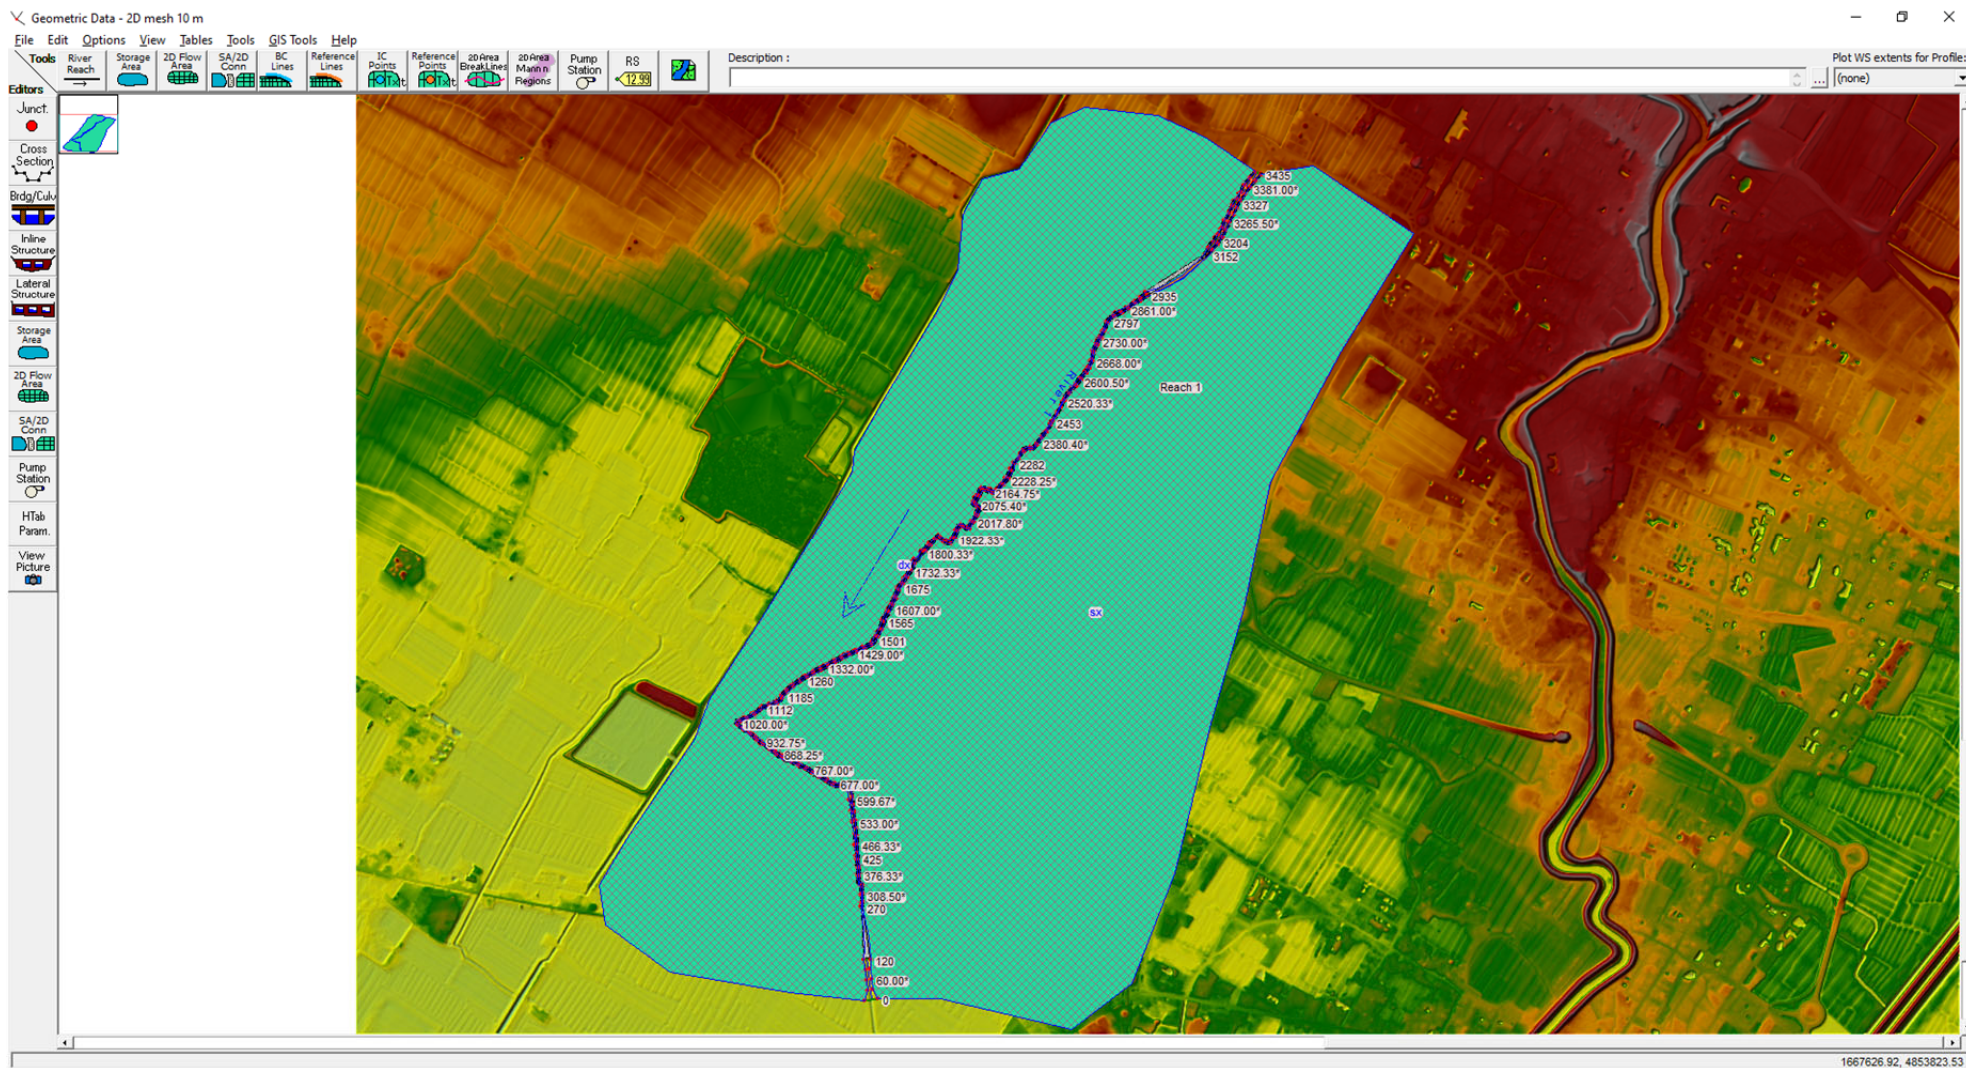 Geometric Data - 2D mesh 10 m
File Edit Options View Tables Tools GIS Tools Help
Tools
Editors
River Reach
Storage Area
2D Flow Area
SA/2D Conn
BC Lines
Reference Lines
IC Points
Reference Points
2D Area BreakLines
2D Area Mann n Regions
Pump Station
RS
12.99
Description :
...
Plot WS extents for Profile:
(none)
Junct.
Cross Section
Brdg/Culv
Inline Structure
Lateral Structure
Storage Area
2D Flow Area
SA/2D Conn
Pump Station
HTab Param.
View Picture
3435
3381.00*
3327
3265.50*
3204
3152
2935
2861.00*
2797
2730.00*
2668.00*
2600.50*
Reach 1
River 1
2520.33*
2453
2380.40*
2282
2228.25*
2164.75*
2075.40*
2017.80*
1922.33*
1800.33*
dx
1732.33*
1675
1607.00*
sx
1565
1501
1429.00*
1332.00*
1260
1185
1112
1020.00*
932.75*
868.25*
767.00*
677.00*
599.67*
533.00*
466.33*
425
376.33*
308.50*
270
120
60.00*
0
1667626.92, 4853823.53